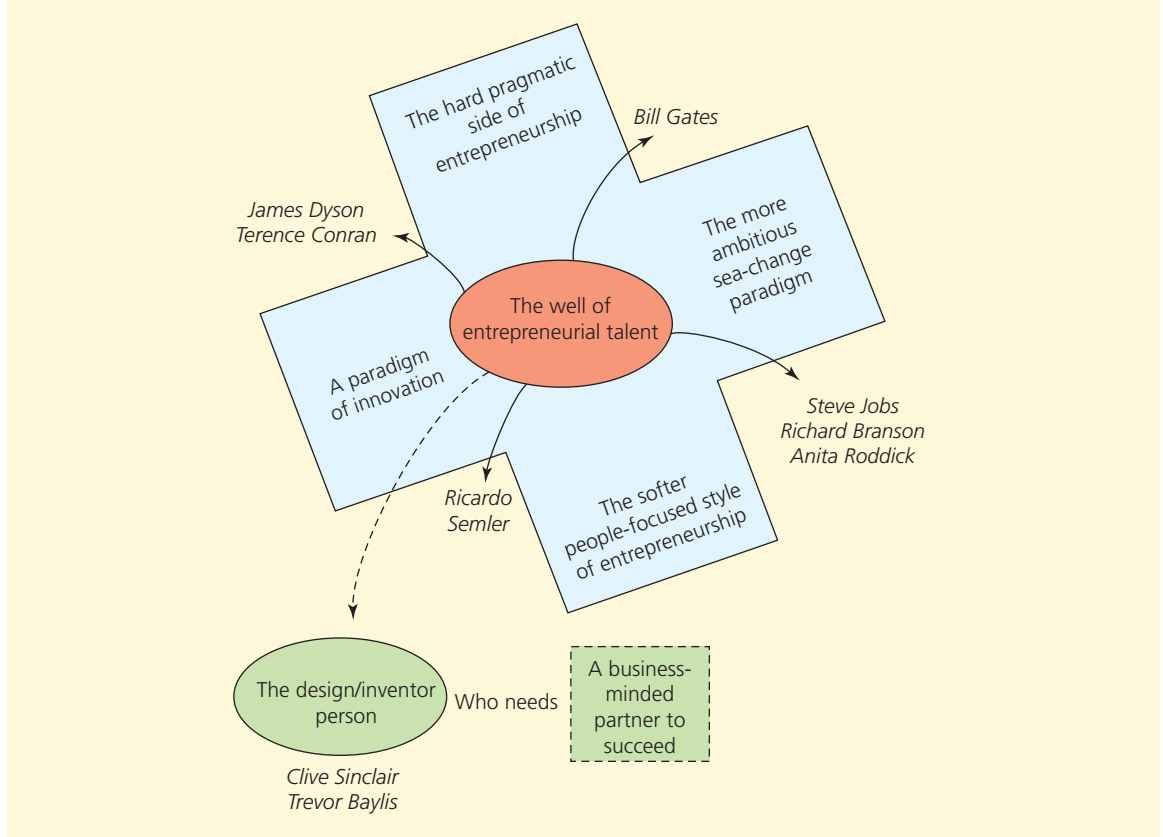 The hard pragmatic
side of
entrepreneurship
Bill Gates
James Dyson
Terence Conran
The more
ambitious
sea-change
paradigm
The well of
entrepreneurial talent
A paradigm
of innovation
Steve Jobs
Richard Branson
Anita Roddick
Ricardo
Semler
The softer
people-focused style
of entrepreneurship
The design/inventor
person
Who needs
A business-
minded
partner to
succeed
Clive Sinclair
Trevor Baylis